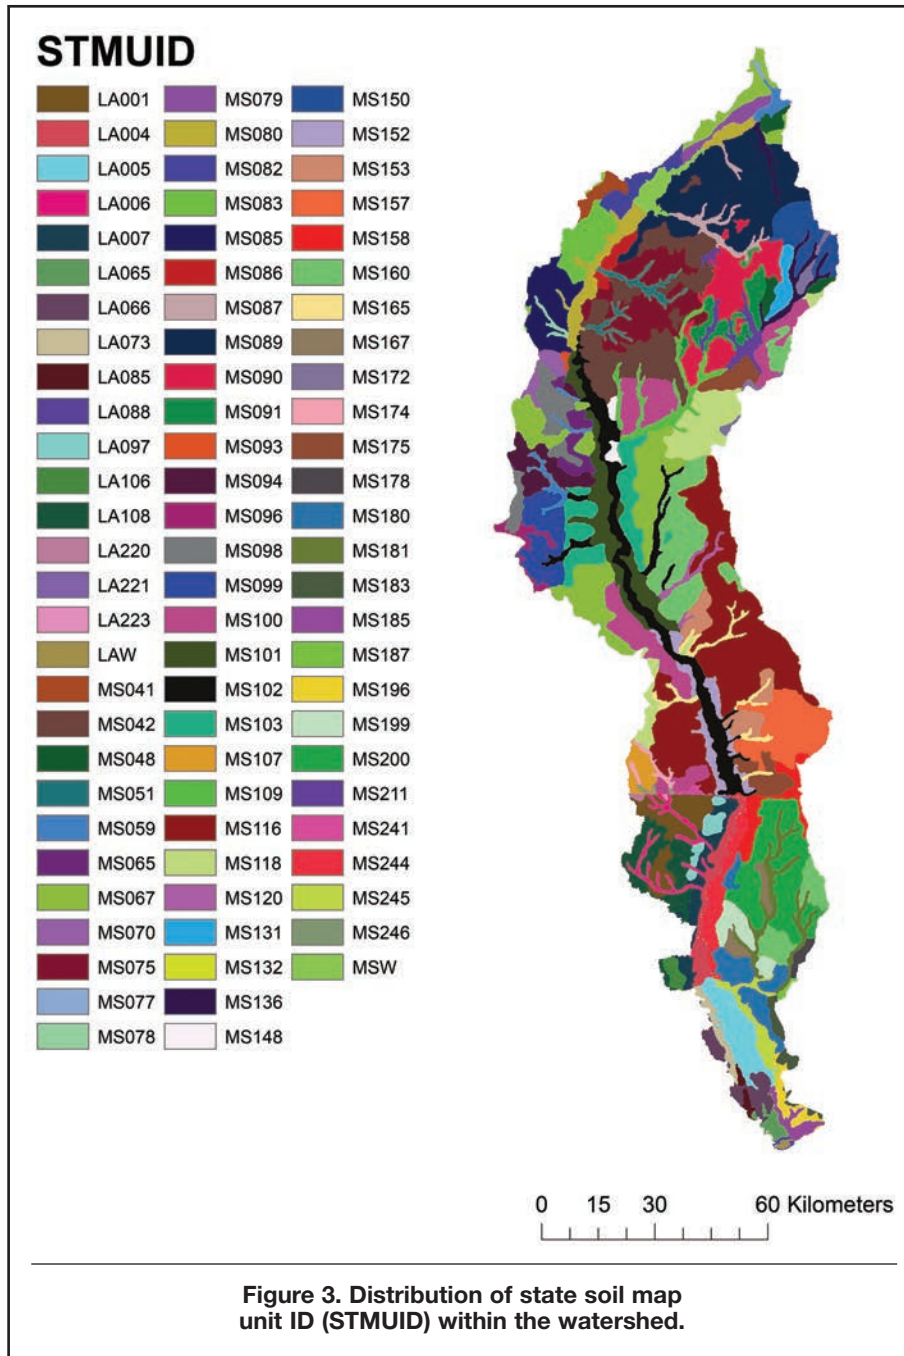 STMUID
LA001
LA004
LA005
LA006
LA007
LA065
LA066
LA073
LA085
LA088
LA097
LA106
LA108
LA220
LA221
LA223
LAW
MS041
MS042
MS048
MS051
MS059
MS065
MS067
MS070
MS075
MS077
MS078
MS079
MS080
MS082
MS083
MS085
MS086
MS087
MS089
MS090
MS091
MS093
MS094
MS096
MS098
MS099
MS100
MS101
MS102
MS103
MS107
MS109
MS116
MS118
MS120
MS131
MS132
MS136
MS148
MS150
MS152
MS153
MS157
MS158
MS160
MS165
MS167
MS172
MS174
MS175
MS178
MS180
MS181
MS183
MS185
MS187
MS196
MS199
MS200
MS211
MS241
MS244
MS245
MS246
MSW
0 15 30 60 Kilometers
Figure 3. Distribution of state soil map
unit ID (STMUID) within the watershed.